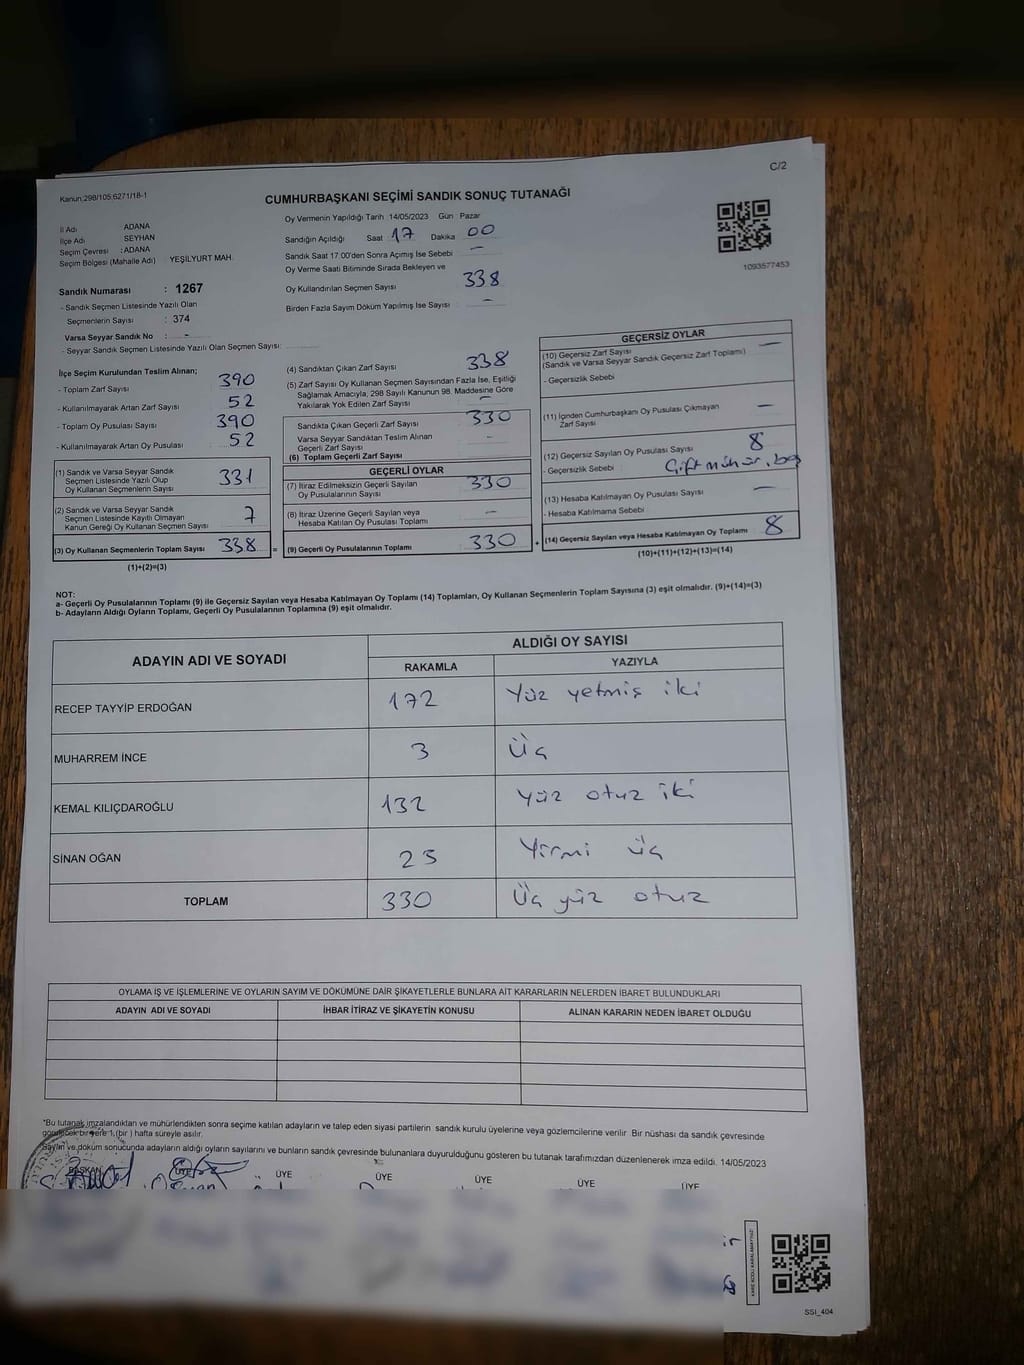 C/2
Kanun;298/105;6271/18-1
CUMHURBAŞKANI SEÇİMİ SANDIK SONUÇ TUTANAĞI
İl Adı ADANA
İlçe Adı SEYHAN
Seçim Çevresi : ADANA
Seçim Bölgesi (Mahalle Adı) : YEŞİLYURT MAH.
Sandık Numarası : 1267
- Sandık Seçmen Listesinde Yazılı Olan
Seçmenlerin Sayısı : 374
Varsa Seyyar Sandık No : -
- Seyyar Sandık Seçmen Listesinde Yazılı Olan Seçmen Sayısı:
Oy Vermenin Yapıldığı Tarih 14/05/2023 Gün Pazar
Sandığın Açıldığı Saat 17 Dakika 00
Sandık Saat 17:00'den Sonra Açımış İse Sebebi —
Oy Verme Saati Bitiminde Sırada Bekleyen ve
Oy Kullandırılan Seçmen Sayısı 338
Birden Fazla Sayım Döküm Yapılmış İse Sayısı —
1093577453
İlçe Seçim Kurulundan Teslim Alınan;
- Toplam Zarf Sayısı 390
- Kullanılmayarak Artan Zarf Sayısı 52
- Toplam Oy Pusulası Sayısı 390
- Kullanılmayarak Artan Oy Pusulası 52
(1) Sandık ve Varsa Seyyar Sandık
Seçmen Listesinde Yazılı Olup
Oy Kullanan Seçmenlerin Sayısı 331
(2) Sandık ve Varsa Seyyar Sandık
Seçmen Listesinde Kayıtlı Olmayan
Kanun Gereği Oy Kullanan Seçmen Sayısı 7
(3) Oy Kullanan Seçmenlerin Toplam Sayısı 338 =
(1)+(2)=(3)
(4) Sandıktan Çıkan Zarf Sayısı 338
(5) Zarf Sayısı Oy Kullanan Seçmen Sayısından Fazla İse, Eşitliği
Sağlamak Amacıyla, 298 Sayılı Kanunun 98. Maddesine Göre
Yakılarak Yok Edilen Zarf Sayısı —
Sandıkta Çıkan Geçerli Zarf Sayısı 330
Varsa Seyyar Sandıktan Teslim Alınan
Geçerli Zarf Sayısı -
(6) Toplam Geçerli Zarf Sayısı
GEÇERLİ OYLAR
(7) İtiraz Edilmeksizin Geçerli Sayılan
Oy Pusulalarının Sayısı 330
(8) İtiraz Üzerine Geçerli Sayılan veya
Hesaba Katılan Oy Pusulası Toplamı —
(9) Geçerli Oy Pusulalarının Toplamı 330 +
GEÇERSİZ OYLAR
(10) Geçersiz Zarf Sayısı —
(Sandık ve Varsa Seyyar Sandık Geçersiz Zarf Toplamı)
- Geçersizlik Sebebi
(11) İçinden Cumhurbaşkanı Oy Pusulası Çıkmayan
Zarf Sayısı —
(12) Geçersiz Sayılan Oy Pusulası Sayısı 8
- Geçersizlik Sebebi : Çift mühür, boş
(13) Hesaba Katılmayan Oy Pusulası Sayısı —
- Hesaba Katılmama Sebebi
(14) Geçersiz Sayılan veya Hesaba Katılmayan Oy Toplamı 8
(10)+(11)+(12)+(13)=(14)
NOT:
a- Geçerli Oy Pusulalarının Toplamı (9) ile Geçersiz Sayılan veya Hesaba Katılmayan Oy Toplamı (14) Toplamları, Oy Kullanan Seçmenlerin Toplam Sayısına (3) eşit olmalıdır. (9)+(14)=(3)
b- Adayların Aldığı Oyların Toplamı, Geçerli Oy Pusulalarının Toplamına (9) eşit olmalıdır.
ADAYIN ADI VE SOYADI ALDIĞI OY SAYISI
RAKAMLA YAZIYLA
RECEP TAYYİP ERDOĞAN 172 Yüz yetmiş iki
MUHARREM İNCE 3 Üç
KEMAL KILIÇDAROĞLU 132 Yüz otuz iki
SİNAN OĞAN 23 Yirmi üç
TOPLAM 330 Üç yüz otuz
OYLAMA İŞ VE İŞLEMLERİNE VE OYLARIN SAYIM VE DÖKÜMÜNE DAİR ŞİKAYETLERLE BUNLARA AİT KARARLARIN NELERDEN İBARET BULUNDUKLARI
ADAYIN ADI VE SOYADI İHBAR İTİRAZ VE ŞİKAYETİN KONUSU ALINAN KARARIN NEDEN İBARET OLDUĞU
*Bu tutanak imzalandıktan ve mühürlendikten sonra seçime katılan adayların ve talep eden siyasi partilerin sandık kurulu üyelerine veya gözlemcilerine verilir. Bir nüshası da sandık çevresinde
görülecek bir yere 1 (bir ) hafta süreyle asılır.
Sayım ve döküm sonucunda adayların aldığı oyların sayılarını ve bunların sandık çevresinde bulunanlara duyurulduğunu gösteren bu tutanak tarafımızdan düzenlenerek imza edildi. 14/05/2023
BAŞKAN ÜYE ÜYE ÜYE ÜYE ÜYE ÜYE
KARE KODU KARALAMAYINIZ!
SSI_404